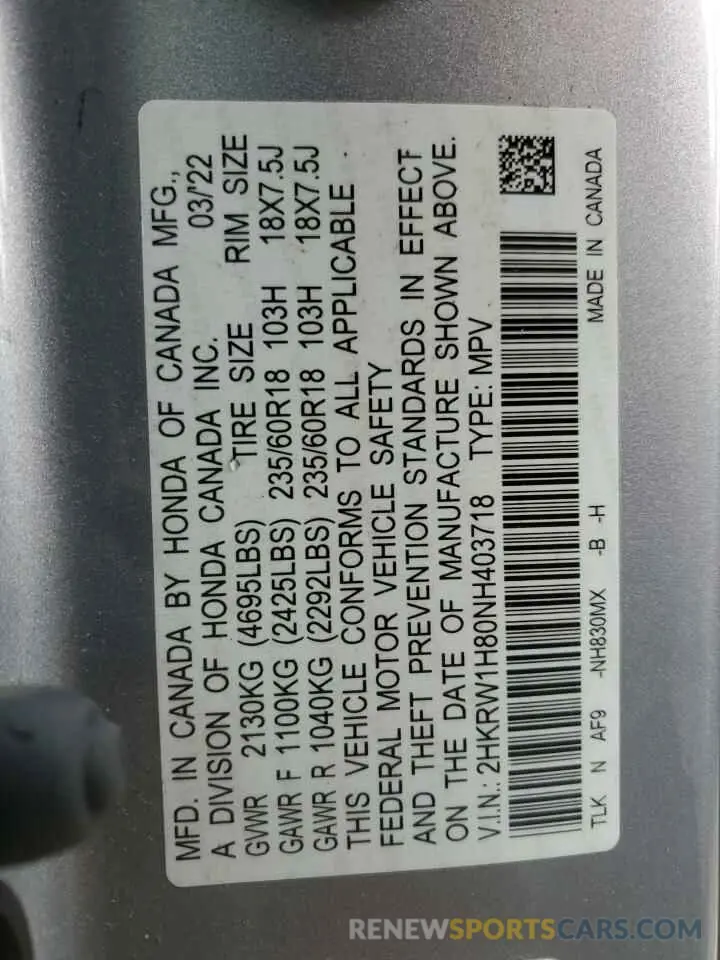 MFD. IN CANADA BY HONDA OF CANADA MFG.,
A DIVISION OF HONDA CANADA INC. 03/'22
GVWR 2130KG (4695LBS) TIRE SIZE RIM SIZE
GAWR F 1100KG (2425LBS) 235/60R18 103H 18X7.5J
GAWR R 1040KG (2292LBS) 235/60R18 103H 18X7.5J
THIS VEHICLE CONFORMS TO ALL APPLICABLE
FEDERAL MOTOR VEHICLE SAFETY
AND THEFT PREVENTION STANDARDS IN EFFECT
ON THE DATE OF MANUFACTURE SHOWN ABOVE.
V.I.N.: 2HKRW1H80NH403718 TYPE: MPV
TLK N AF9 -NH830MX -B -H MADE IN CANADA
RENEWSPORTSCARS.COM